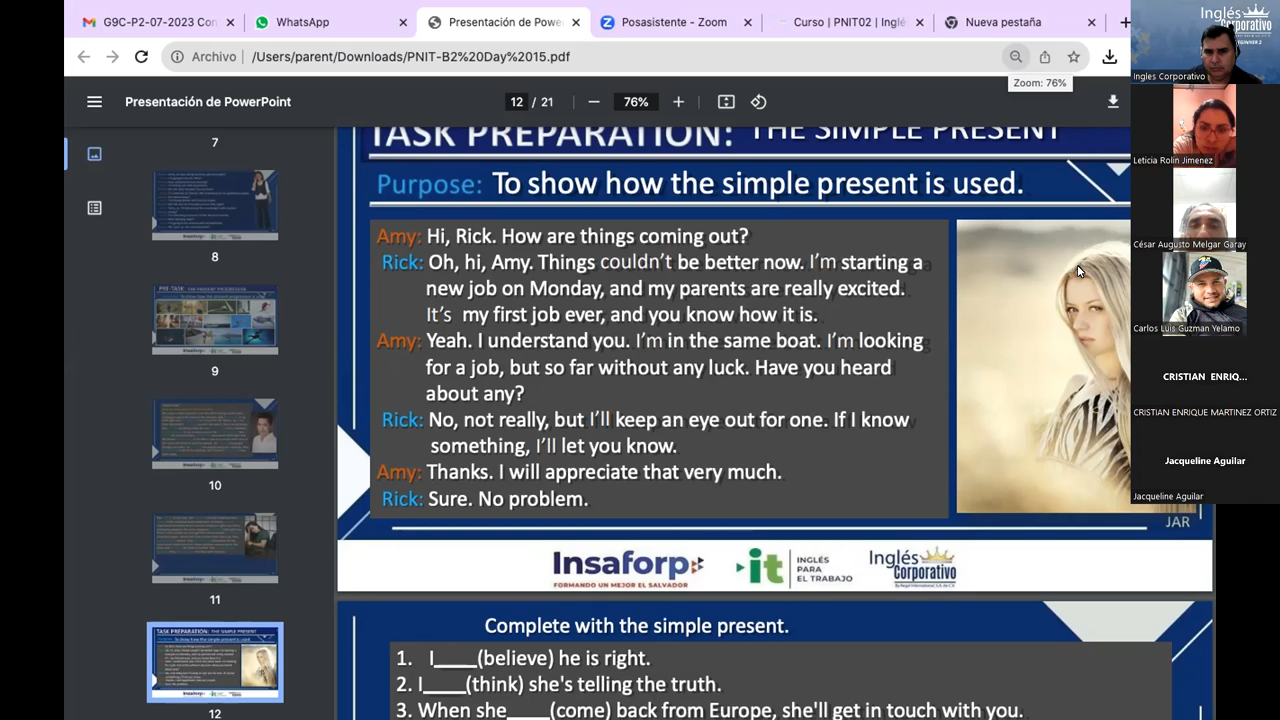 G9C-P2-07-2023 Con
WhatsApp
Presentación de Powe
Posasistente - Zoom
Curso | PNIT02 | Inglé
Nueva pestaña
Archivo
/Users/parent/Downloads/PNIT-B2%20Day%2015.pdf
Zoom: 76%
Presentación de PowerPoint
12 / 21
76%
7
8
9
10
11
12
TASK PREPARATION: THE SIMPLE PRESENT
Purpose: To show how the simple present is used.
Amy: Hi, Rick. How are things coming out?
Rick: Oh, hi, Amy. Things couldn't be better now. I'm starting a
new job on Monday, and my parents are really excited.
It's my first job ever, and you know how it is.
Amy: Yeah. I understand you. I'm in the same boat. I'm looking
for a job, but so far without any luck. Have you heard
about any?
Rick: Not really, but I'll keep an eye out for one. If I know
something, i'll let you know.
Amy: Thanks. I will appreciate that very much.
Rick: Sure. No problem.
JAR
Insaforp
FORMANDO UN MEJOR EL SALVADOR
it
INGLÉS
PARA
EL TRABAJO
Inglés
Corporativo
Complete with the simple present.
1. ____(believe) he is right.
2. I____(think) she's telling the truth.
3. When she____(come) back from Europe, she'll get in touch with you.
Inglés
Corporativo
Ingles Corporativo
Leticia Rolin Jimenez
César Augusto Melgar Garay
Carlos Luis Guzman Yelamo
CRISTIAN ENRIQ...
CRISTIAN ENRIQUE MARTINEZ ORTIZ
Jacqueline Aguilar
Jacqueline Aguilar